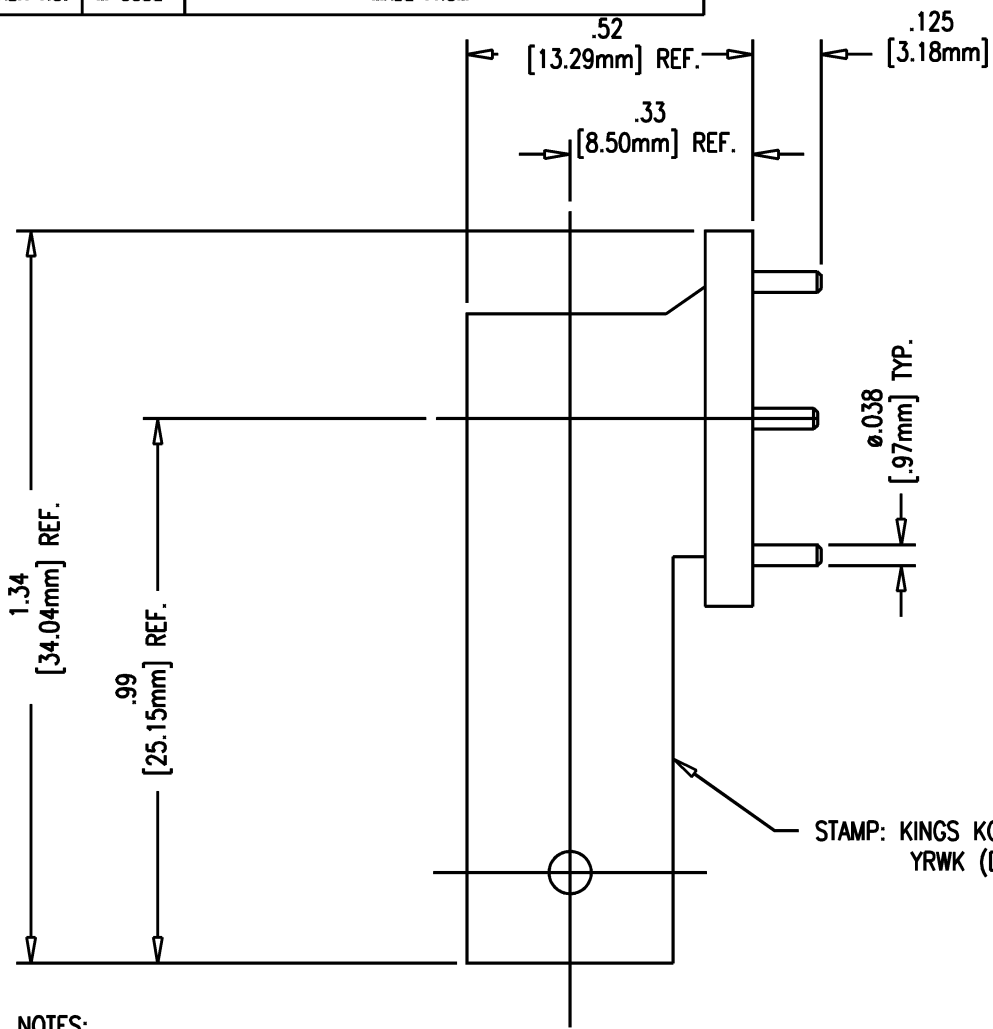 .52
[13.29mm] REF.
.125
[3.18mm]
.33
[8.50mm] REF.
ø.038
[.97mm] TYP.
1.34
[34.04mm] REF.
.99
[25.15mm] REF.
STAMP: KINGS
YRWK
NOTES: